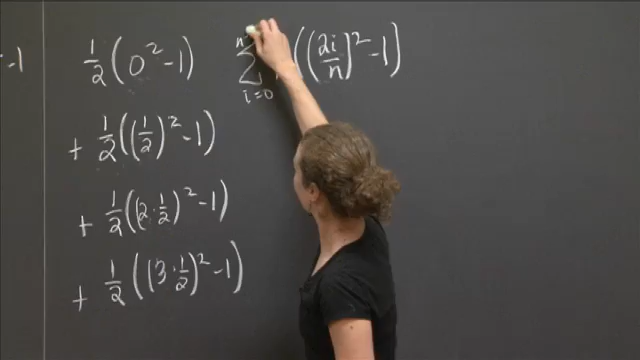 -1
1/2 (0² -1)
+ 1/2 ((1/2)² -1)
+ 1/2 ((2·1/2)² -1)
+ 1/2 ((3·1/2)² -1)
n
∑ ((2i/n)² -1)
i=0